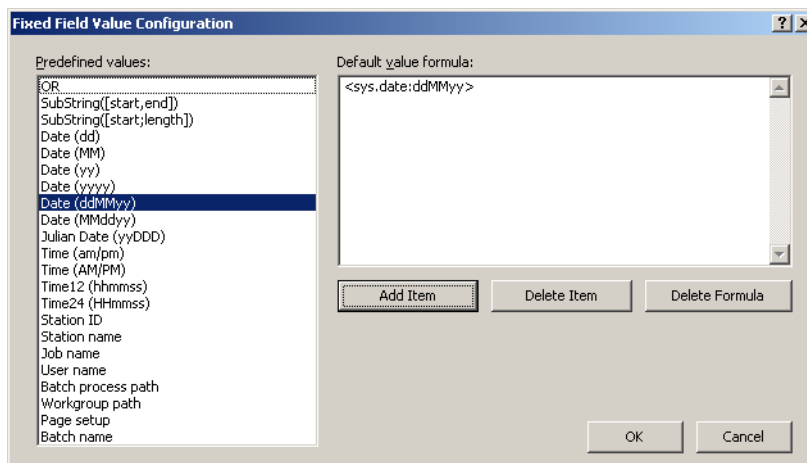 Fixed Field Value Configuration
Predefined values:
OR
SubString([start,end])
SubString([start;length])
Date (dd)
Date (MM)
Date (yy)
Date (yyyy)
Date (ddMMyy)
Date (MMddyy)
Julian Date (yyDDD)
Time (am/pm)
Time (AM/PM)
Time12 (hhmmss)
Time24 (HHmmss)
Station ID
Station name
Job name
User name
Batch process path
Workgroup path
Page setup
Batch name
Default value formula:
<sys.date:ddMMyy>
Add Item
Delete Item
Delete Formula
OK
Cancel